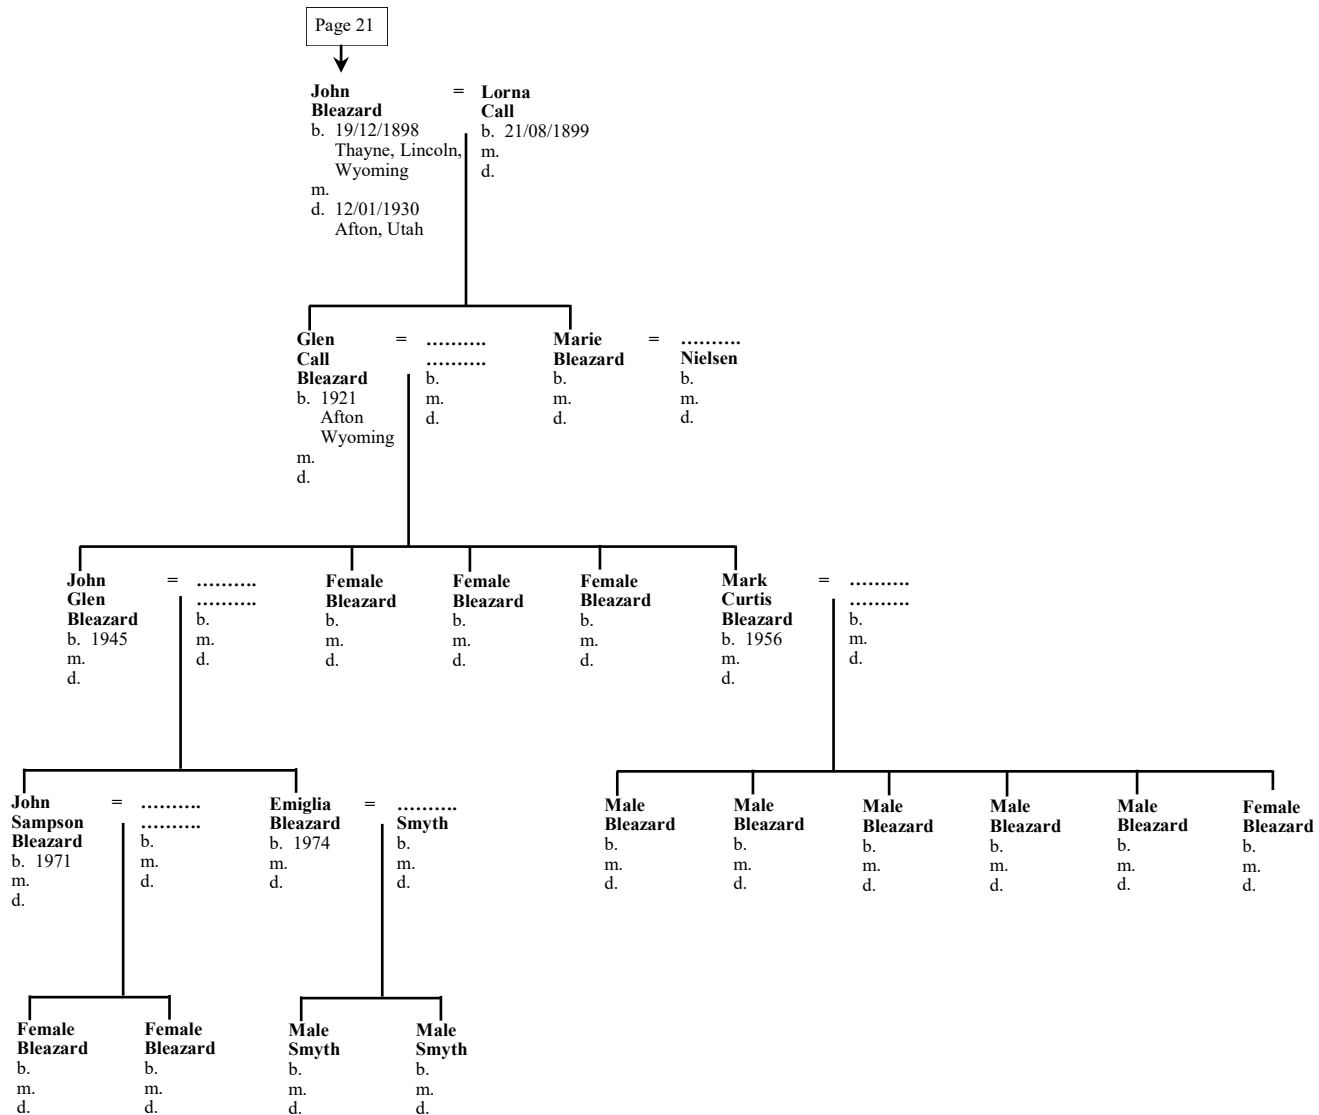 Page 21
John
Bleazard
b. 19/12/1898
Thayne, Lincoln,
Wyoming
m.
d. 12/01/1930
Afton, Utah
=
Lorna
Call
b. 21/08/1899
m.
d.
Glen
Call
Bleazard
b. 1921
Afton
Wyoming
m.
d.
=
..........
..........
b.
m.
d.
Marie
Bleazard
b.
m.
d.
=
..........
Nielsen
b.
m.
d.
John
Glen
Bleazard
b. 1945
m.
d.
=
..........
..........
b.
m.
d.
Female
Bleazard
b.
m.
d.
Female
Bleazard
b.
m.
d.
Female
Bleazard
b.
m.
d.
Mark
Curtis
Bleazard
b. 1956
m.
d.
=
..........
..........
b.
m.
d.
John
Sampson
Bleazard
b. 1971
m.
d.
=
..........
..........
b.
m.
d.
Emiglia
Bleazard
b. 1974
m.
d.
=
..........
Smyth
b.
m.
d.
Male
Bleazard
b.
m.
d.
Male
Bleazard
b.
m.
d.
Male
Bleazard
b.
m.
d.
Male
Bleazard
b.
m.
d.
Male
Bleazard
b.
m.
d.
Female
Bleazard
b.
m.
d.
Female
Bleazard
b.
m.
d.
Female
Bleazard
b.
m.
d.
Male
Smyth
b.
m.
d.
Male
Smyth
b.
m.
d.